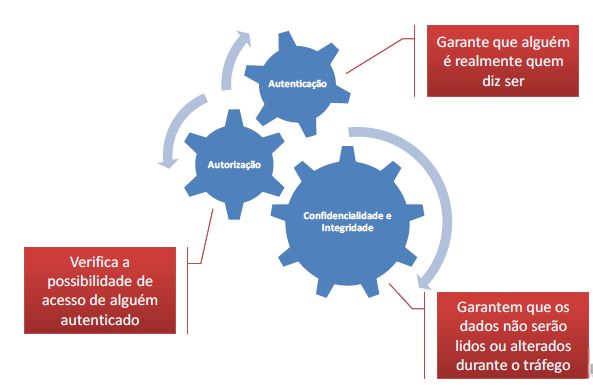 Garante que alguém
é realmente quem
diz ser
Autenticação
Autorização
Confidencialidade e
Integridade
Verifica a
possibilidade de
acesso de alguém
autenticado
Garantem que os
dados não serão
lidos ou alterados
durante o tráfego